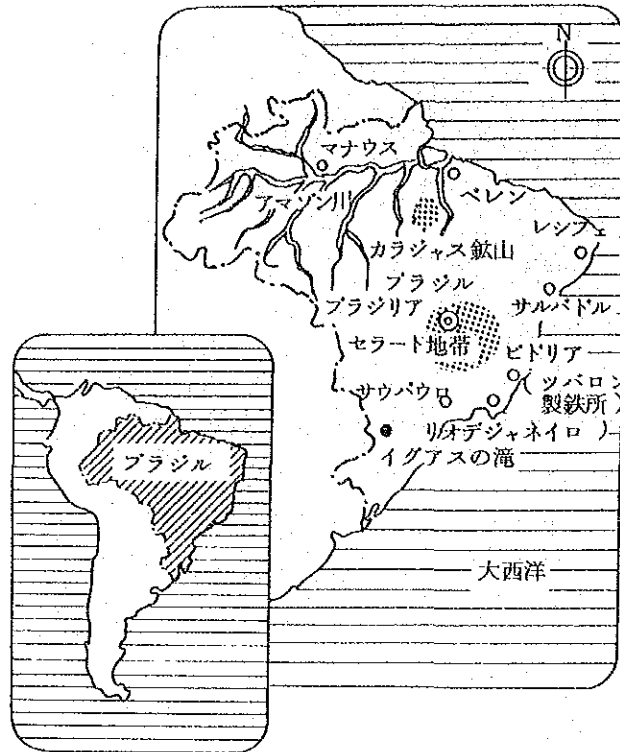 N
マナウス
アマゾン川
ベレン
カラジャス鉱山
レシフェ
ブラジル
ブラジリア
サルバドル
セラード地帯
ビトリア
(ツバロン
製鉄所)
サウパウロ
リオデジャネイロ
イグアスの滝
ブラジル
大西洋